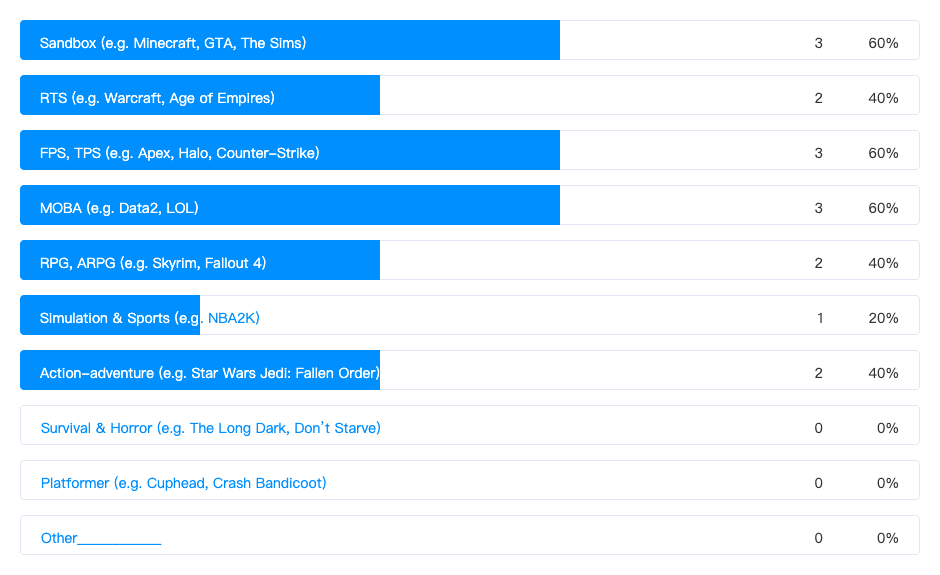 Sandbox (e.g. Minecraft, GTA, The Sims) 3 60%
RTS (e.g. Warcraft, Age of Empires) 2 40%
FPS, TPS (e.g. Apex, Halo, Counter-Strike) 3 60%
MOBA (e.g. Data2, LOL) 3 60%
RPG, ARPG (e.g. Skyrim, Fallout 4) 2 40%
Simulation & Sports (e.g. NBA2K) 1 20%
Action-adventure (e.g. Star Wars Jedi: Fallen Order) 2 40%
Survival & Horror (e.g. The Long Dark, Don't Starve) 0 0%
Platformer (e.g. Cuphead, Crash Bandicoot) 0 0%
Other___________ 0 0%